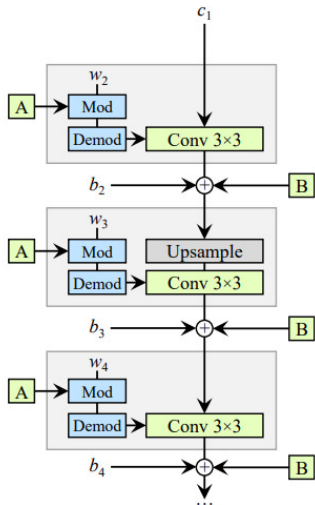 c₁
w₂
A Mod
Demod Conv 3×3
b₂ + B
w₃
A Mod Upsample
Demod Conv 3×3
b₃ + B
w₄
A Mod
Demod Conv 3×3
b₄ + B
...